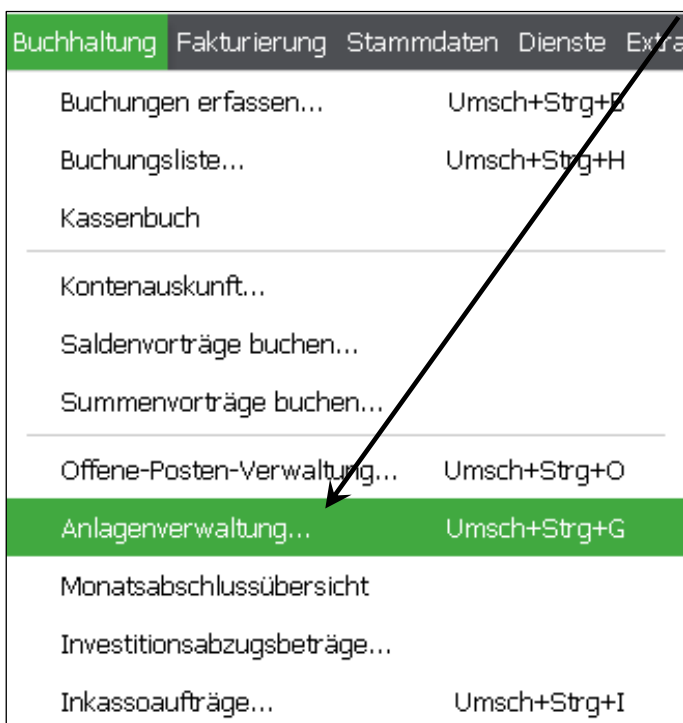 Buchhaltung Fakturierung Stammdaten Dienste Extra
Buchungen erfassen... Umsch+Strg+B
Buchungsliste... Umsch+Strg+H
Kassenbuch
Kontenauskunft...
Saldenvorträge buchen...
Summenvorträge buchen...
Offene-Posten-Verwaltung... Umsch+Strg+O
Anlagenverwaltung... Umsch+Strg+G
Monatsabschlussübersicht
Investitionsabzugsbeträge...
Inkassoaufträge... Umsch+Strg+I